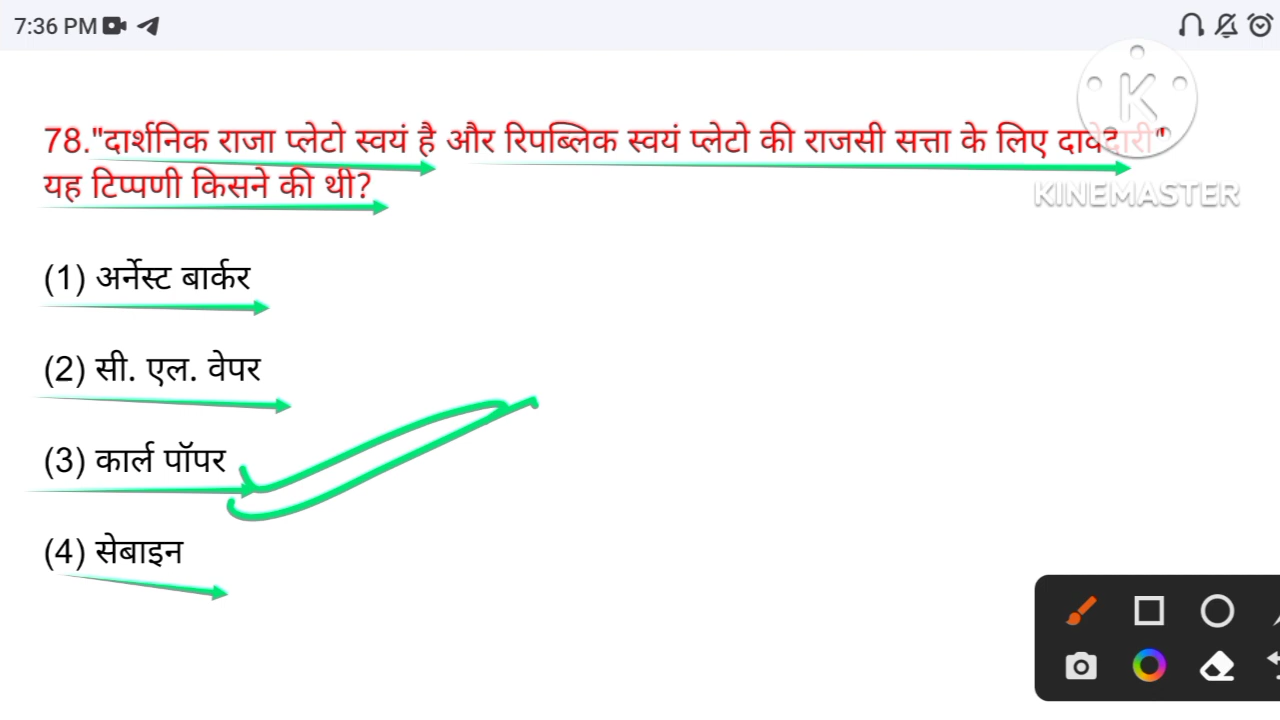 7:36 PM
78."दार्शनिक राजा प्लेटो स्वयं है और रिपब्लिक स्वयं प्लेटो की राजसी सत्ता के लिए दावेदारी"
यह टिप्पणी किसने की थी?
K
KINEMASTER
(1) अर्नेस्ट बार्कर
(2) सी. एल. वेपर
(3) कार्ल पॉपर
(4) सेबाइन